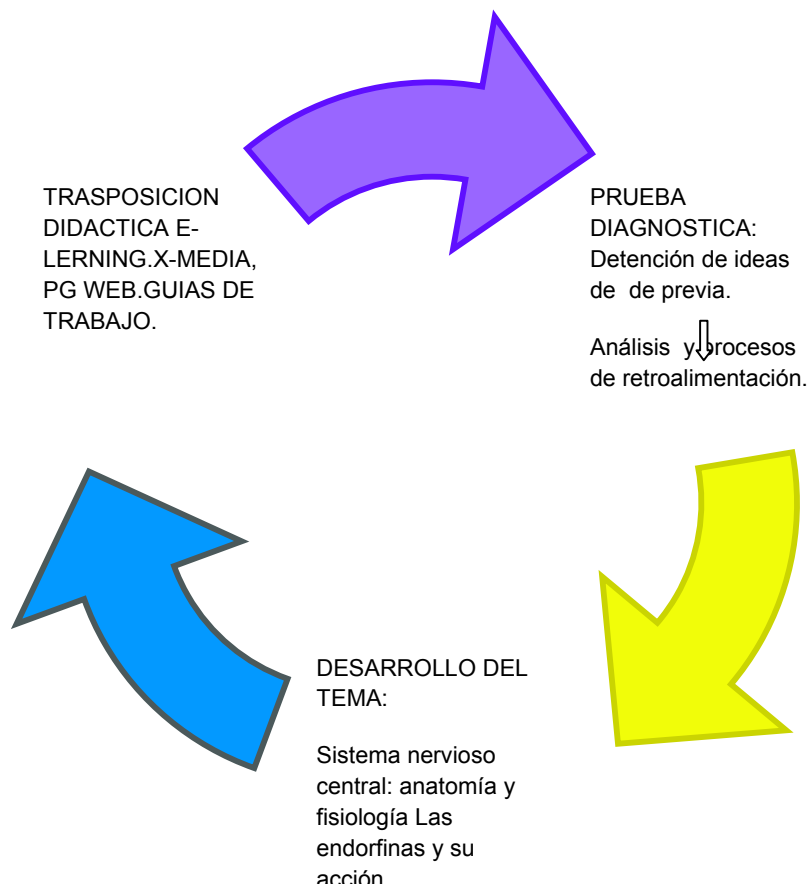 TRASPOSICION
DIDACTICA E-
LERNING.X-MEDIA,
PG WEB.GUIAS DE
TRABAJO.
PRUEBA
DIAGNOSTICA:
Detención de ideas
de de previa.
Análisis y procesos
de retroalimentación.
DESARROLLO DEL
TEMA:
Sistema nervioso
central: anatomía y
fisiología Las
endorfinas y su
acción